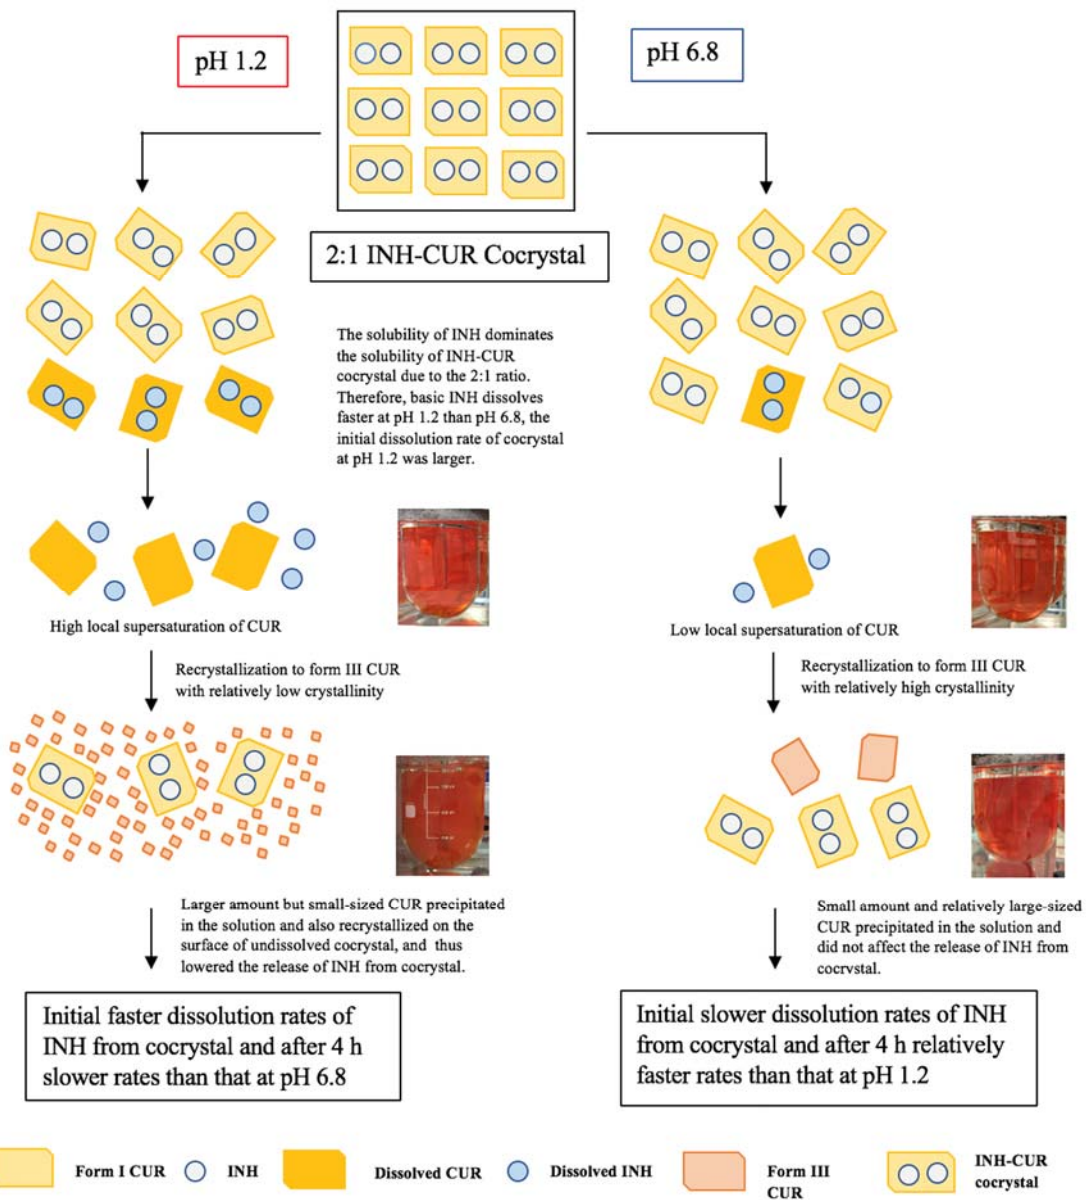 pH 1.2
pH 6.8
2:1 INH-CUR Cocrystal
The solubility of INH dominates
the solubility of INH-CUR
cocrystal due to the 2:1 ratio.
Therefore, basic INH dissolves
faster at pH 1.2 than pH 6.8, the
initial dissolution rate of cocrystal
at pH 1.2 was larger.
High local supersaturation of CUR
Low local supersaturation of CUR
Recrystallization to form III CUR
with relatively low crystallinity
Recrystallization to form III CUR
with relatively high crystallinity
Larger amount but small-sized CUR precipitated
in the solution and also recrystallized on the
surface of undissolved cocrystal, and thus
lowered the release of INH from cocrystal.
Small amount and relatively large-sized
CUR precipitated in the solution and
did not affect the release of INH from
cocrystal.
Initial faster dissolution rates of
INH from cocrystal and after 4 h
slower rates than that at pH 6.8
Initial slower dissolution rates of INH
from cocrystal and after 4 h relatively
faster rates than that at pH 1.2
Form I CUR
INH
Dissolved CUR
Dissolved INH
Form III
CUR
INH-CUR
cocrystal